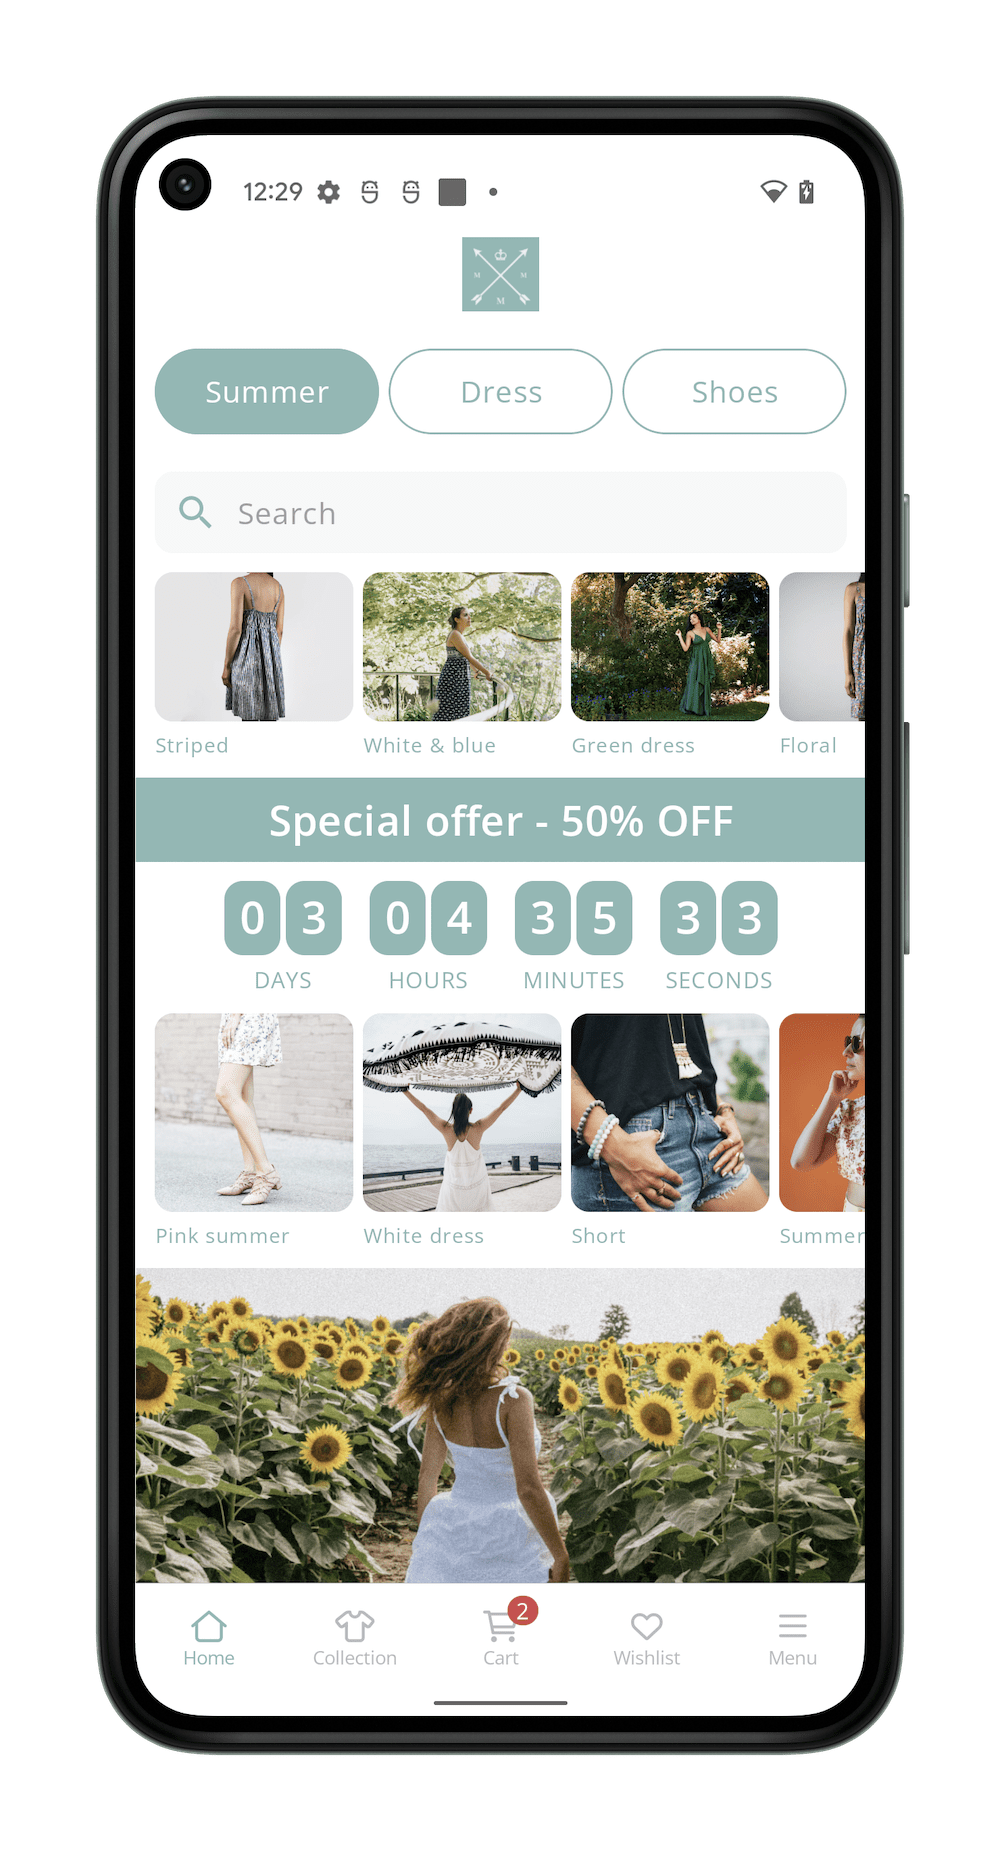 12:29
M M
M
Summer Dress Shoes
Search
Striped White & blue Green dress Floral
Special offer - 50% OFF
0 3 0 4 3 5 3 3
DAYS HOURS MINUTES SECONDS
Pink summer White dress Short Summer
2
Home Collection Cart Wishlist Menu